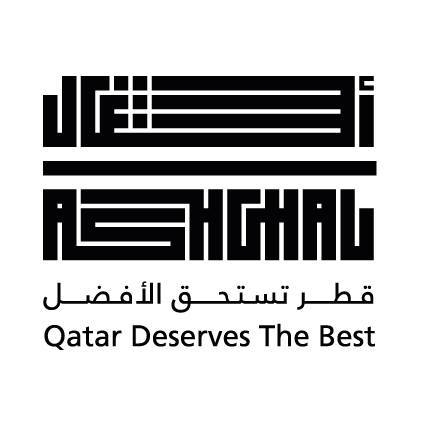 أشغال
ASHGHAL
قطر تستحق الأفضل
Qatar Deserves The Best